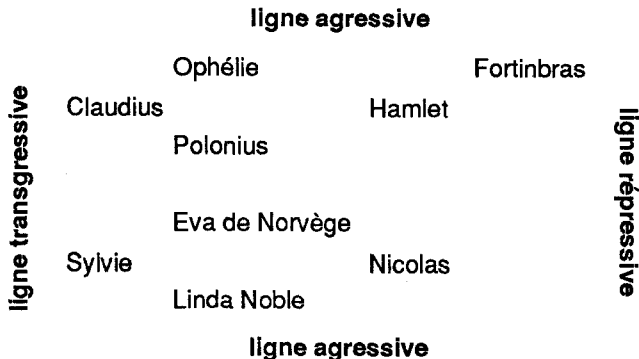 ligne agressive
Ophélie Fortinbras
Claudius Hamlet
Polonius
ligne transgressive
ligne répressive
Eva de Norvège
Sylvie Nicolas
Linda Noble
ligne agressive